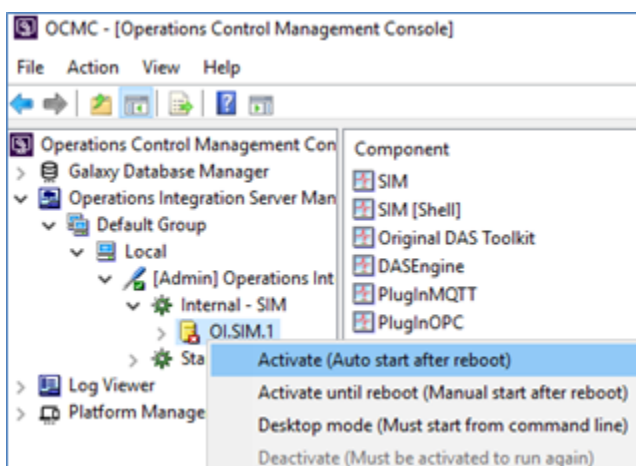 OCMC - [Operations Control Management Console]
File Action View Help
Operations Control Management Con
Galaxy Database Manager
Operations Integration Server Man
Default Group
Local
[Admin] Operations Int
Internal - SIM
OI.SIM.1
Sta
Log Viewer
Platform Manage
Component
SIM
SIM [Shell]
Original DAS Toolkit
DASEngine
PlugInMQTT
PlugInOPC
Activate (Auto start after reboot)
Activate until reboot (Manual start after reboot)
Desktop mode (Must start from command line)
Deactivate (Must be activated to run again)